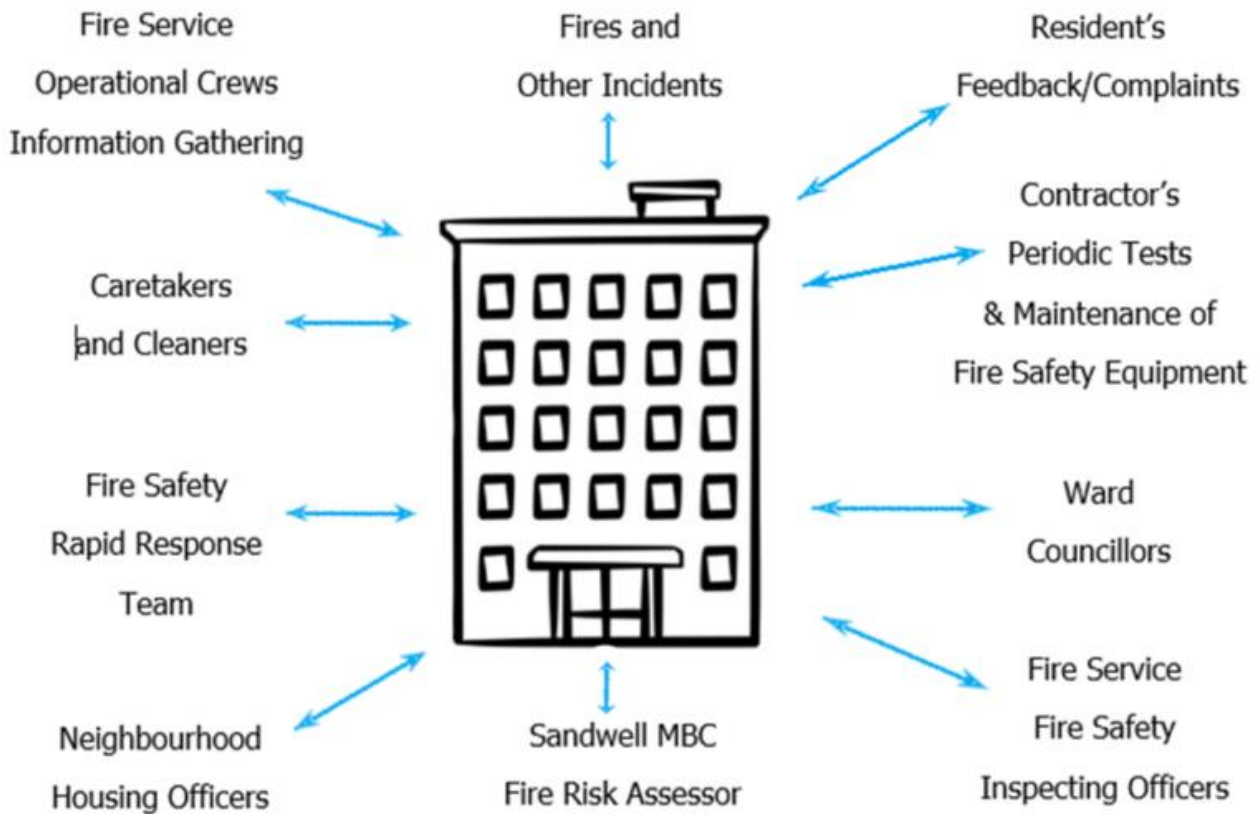 Fire Service
Operational Crews
Information Gathering
Fires and
Other Incidents
Resident's
Feedback/Complaints
Contractor's
Periodic Tests
& Maintenance of
Fire Safety Equipment
Caretakers
and Cleaners
Fire Safety
Rapid Response
Team
Ward
Councillors
Neighbourhood
Housing Officers
Sandwell MBC
Fire Risk Assessor
Fire Service
Fire Safety
Inspecting Officers